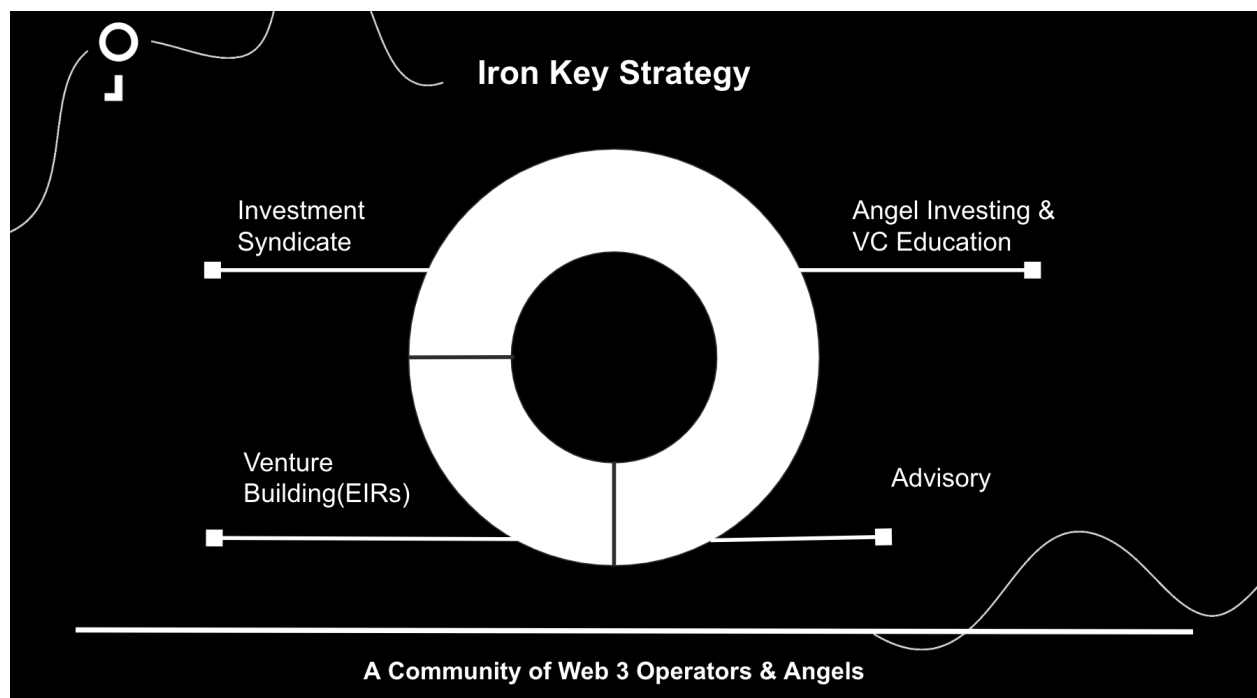 Iron Key Strategy
Investment
Syndicate
Angel Investing &
VC Education
Venture
Building(EIRs)
Advisory
A Community of Web 3 Operators & Angels